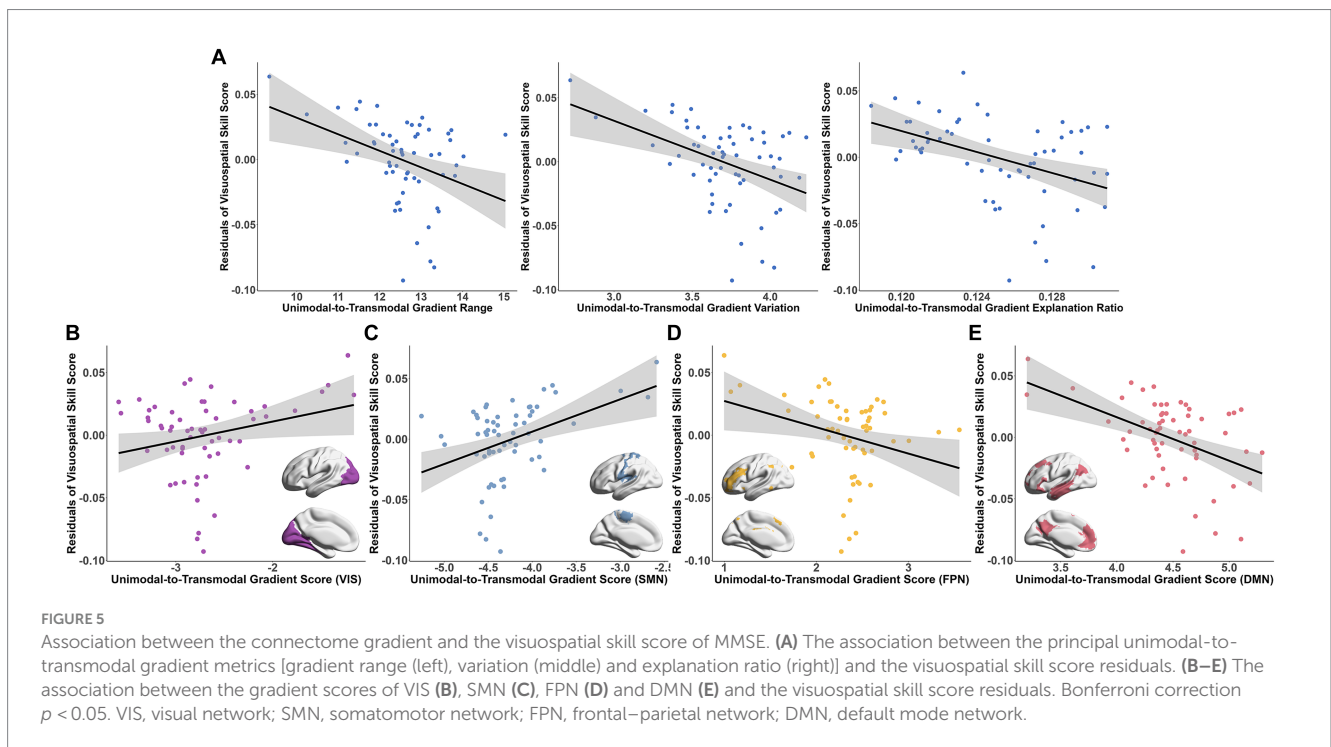 A
Residuals of Visuospatial Skill Score
0.05
0.00
-0.05
-0.10
10 11 12 13 14 15
Unimodal-to-Transmodal Gradient Range
Residuals of Visuospatial Skill Score
0.05
0.00
-0.05
-0.10
3.0 3.5 4.0
Unimodal-to-Transmodal Gradient Variation
Residuals of Visuospatial Skill Score
0.05
0.00
-0.05
-0.10
0.120 0.124 0.128
Unimodal-to-Transmodal Gradient Explanation Ratio
B
Residuals of Visuospatial Skill Score
0.05
0.00
-0.05
-0.10
-3 -2
Unimodal-to-Transmodal Gradient Score (VIS)
C
Residuals of Visuospatial Skill Score
0.05
0.00
-0.05
-0.10
-5.0 -4.5 -4.0 -3.5 -3.0 -2.5
Unimodal-to-Transmodal Gradient Score (SMN)
D
Residuals of Visuospatial Skill Score
0.05
0.00
-0.05
-0.10
1 2 3
Unimodal-to-Transmodal Gradient Score (FPN)
E
Residuals of Visuospatial Skill Score
0.05
0.00
-0.05
-0.10
3.5 4.0 4.5 5.0
Unimodal-to-Transmodal Gradient Score (DMN)
FIGURE 5
Association between the connectome gradient and the visuospatial skill score of MMSE. (A) The association between the principal unimodal-to-
transmodal gradient metrics [gradient range (left), variation (middle) and explanation ratio (right)] and the visuospatial skill score residuals. (B–E) The
association between the gradient scores of VIS (B), SMN (C), FPN (D) and DMN (E) and the visuospatial skill score residuals. Bonferroni correction
p < 0.05. VIS, visual network; SMN, somatomotor network; FPN, frontal–parietal network; DMN, default mode network.